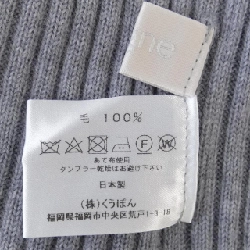 毛 100%
あて布使用
タンブラー乾燥はお避け下さい
日本製
(株)くうぽん
福岡県福岡市中央区荒戸1-3-18